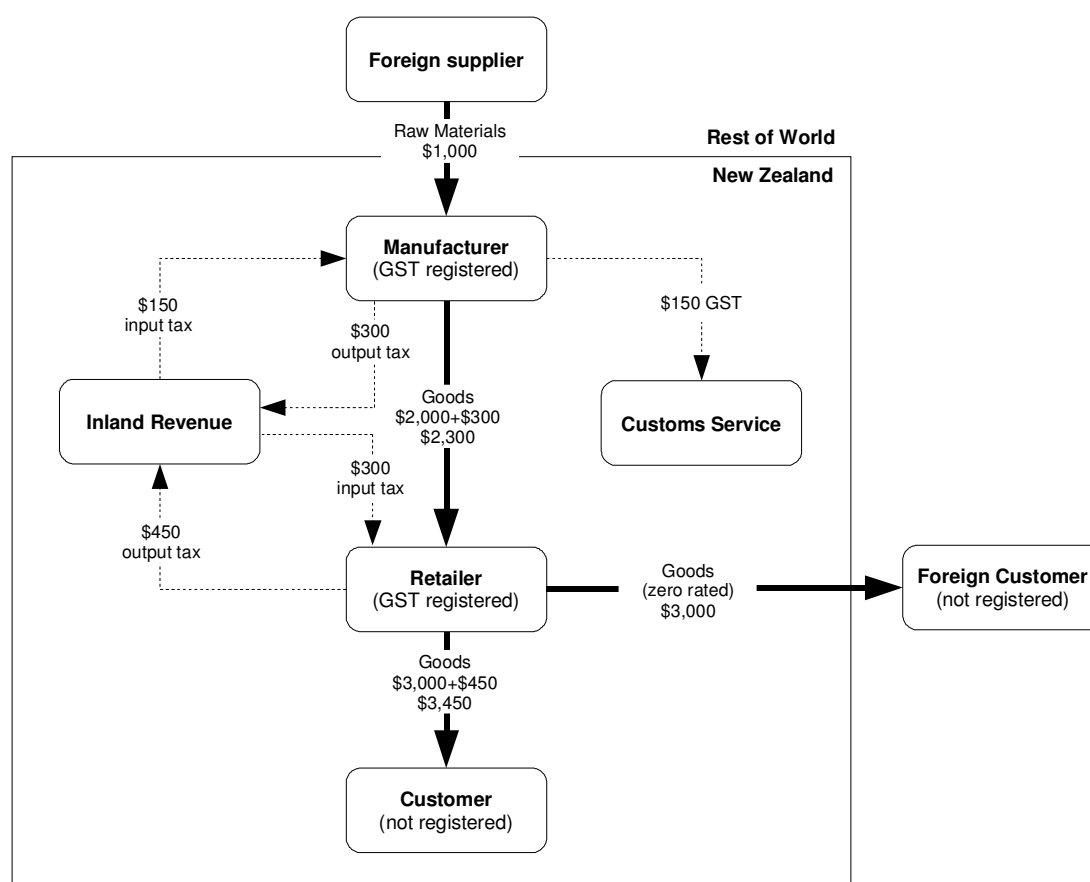 Foreign supplier
Raw Materials
$1,000
Rest of World
New Zealand
Manufacturer
(GST registered)
$150
input tax
$300
output tax
$150 GST
Inland Revenue
Goods
$2,000+$300
$2,300
Customs Service
$300
input tax
$450
output tax
Retailer
(GST registered)
Goods
(zero rated)
$3,000
Foreign Customer
(not registered)
Goods
$3,000+$450
$3,450
Customer
(not registered)